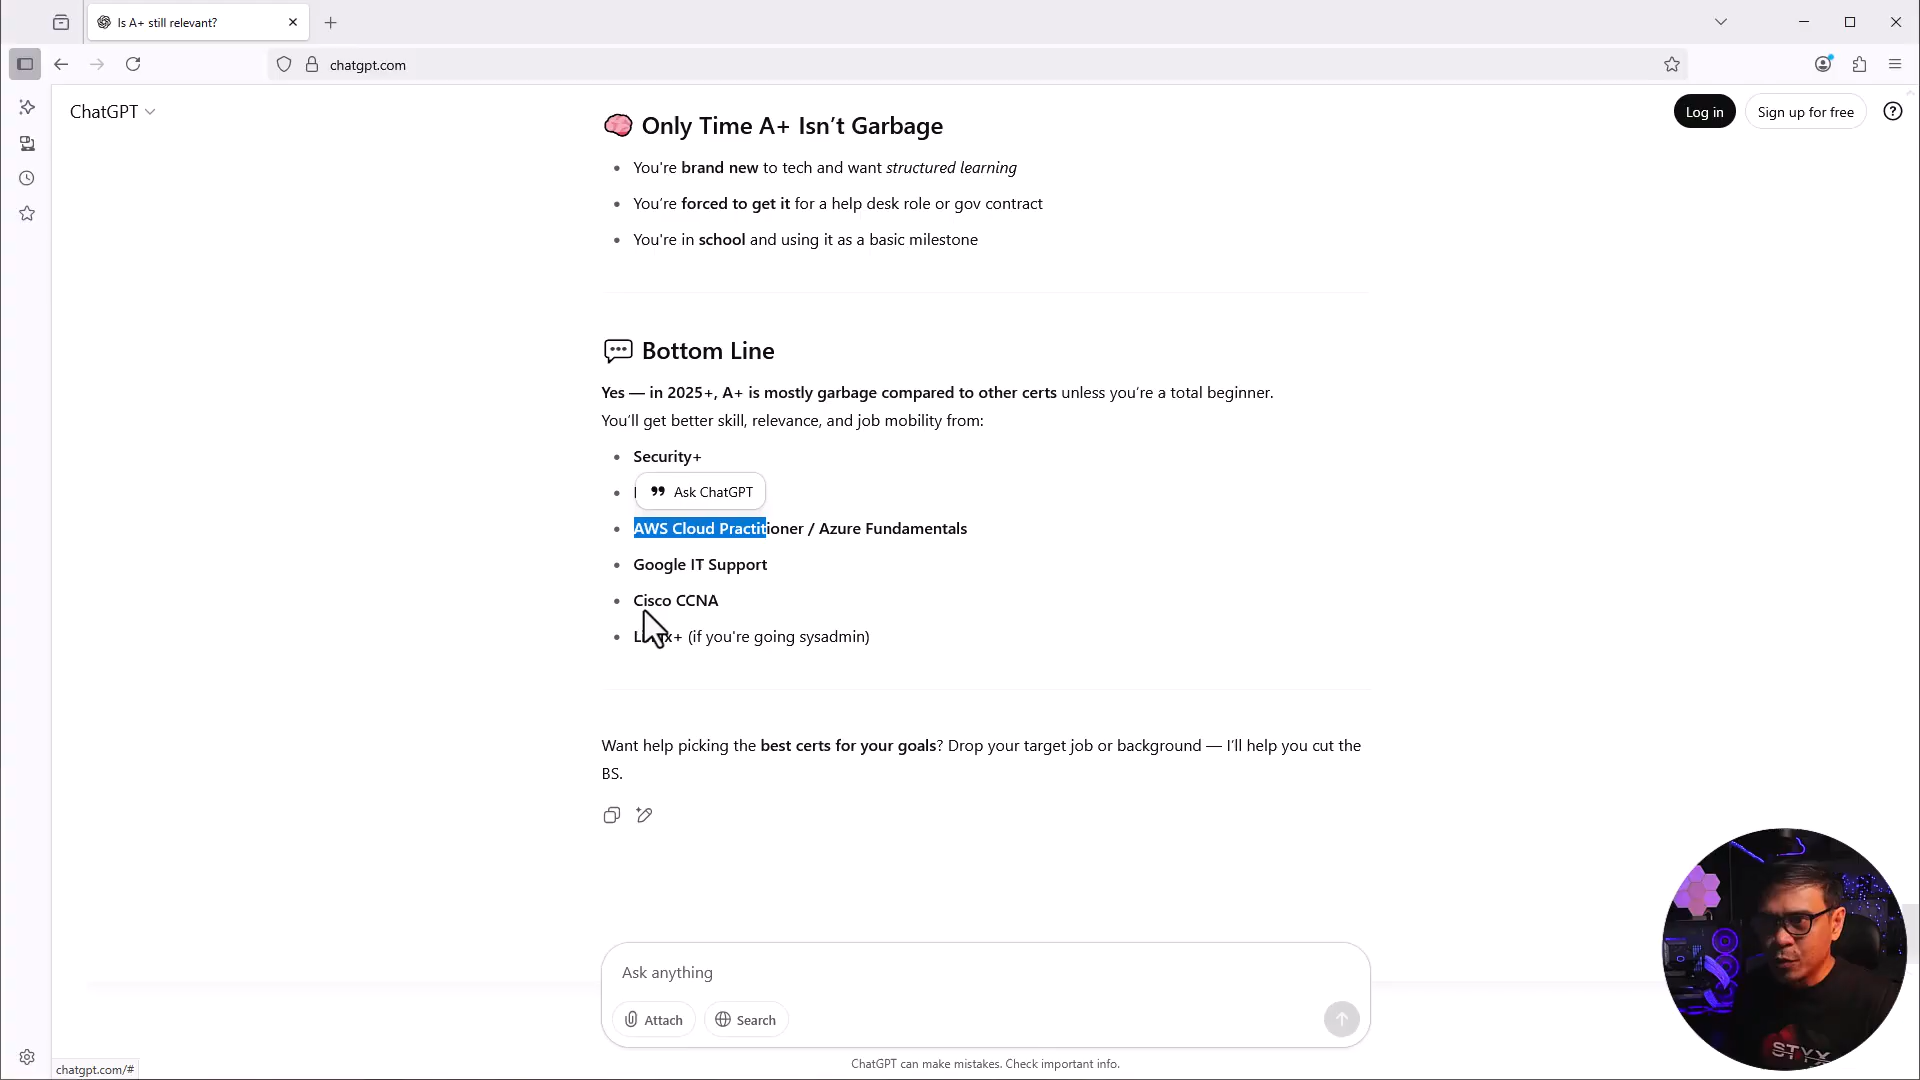 Is A+ still relevant?
chatgpt.com
ChatGPT
Log in
Sign up for free
🧠 Only Time A+ Isn’t Garbage
• You're brand new to tech and want structured learning
• You’re forced to get it for a help desk role or gov contract
• You're in school and using it as a basic milestone
💬 Bottom Line
Yes — in 2025+, A+ is mostly garbage compared to other certs unless you’re a total beginner.
You’ll get better skill, relevance, and job mobility from:
• Security+
Ask ChatGPT
• AWS Cloud Practitioner / Azure Fundamentals
• Google IT Support
• Cisco CCNA
• (if you're going sysadmin)
Want help picking the best certs for your goals? Drop your target job or background — I’ll help you cut the
BS.
Ask anything
Attach
Search
ChatGPT can make mistakes. Check important info.
chatgpt.com/#
STYX